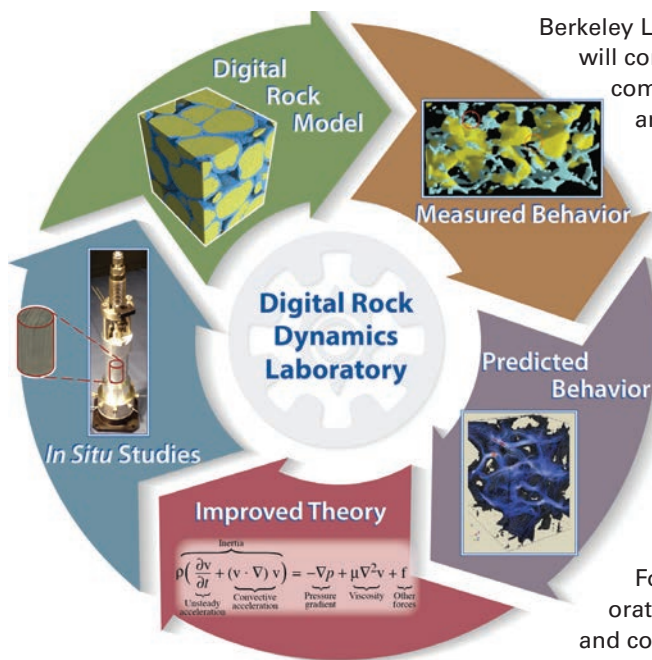 Berkeley L
will co
com
ar
Digital
Rock
Model
Measured Behavior
Digital Rock
Dynamics
Laboratory
Predicted
Behavior
In Situ Studies
Improved Theory
Inertia
ρ(∂v/∂t + (v · ∇) v) = −∇p + μ∇²v + f
Unsteady acceleration
Convective acceleration
Pressure gradient
Viscosity
Other forces
Fo
orat
and co